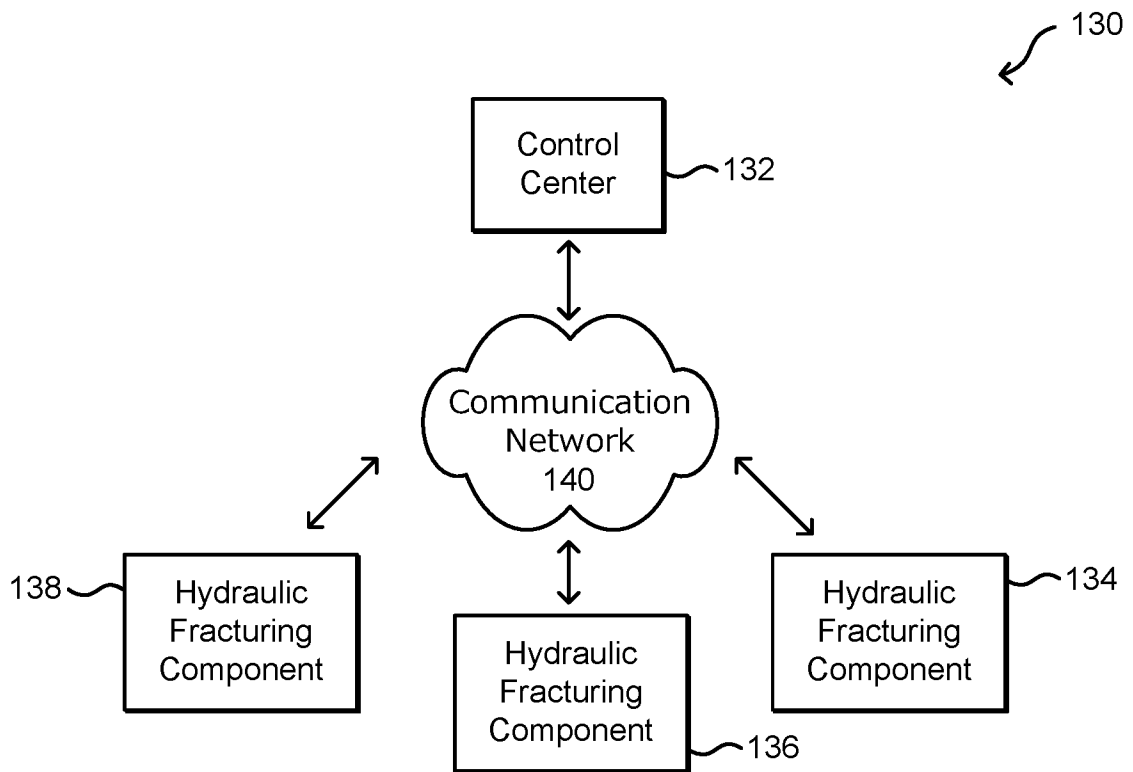 130
Control
Center
132
Communication
Network
140
138
Hydraulic
Fracturing
Component
Hydraulic
Fracturing
Component
136
Hydraulic
Fracturing
Component
134